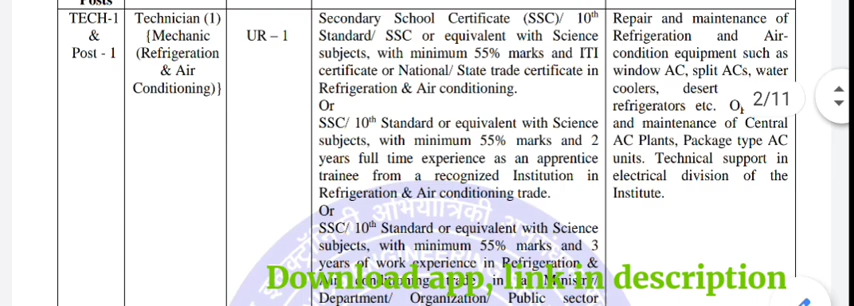 Posts
TECH-1
&
Post - 1
Technician (1)
{Mechanic
(Refrigeration
& Air
Conditioning)}
UR – 1
Secondary School Certificate (SSC)/ 10th
Standard/ SSC or equivalent with Science
subjects, with minimum 55% marks and ITI
certificate or National/ State trade certificate in
Refrigeration & Air conditioning.
Or
SSC/ 10th Standard or equivalent with Science
subjects, with minimum 55% marks and 2
years full time experience as an apprentice
trainee from a recognized Institution in
Refrigeration & Air conditioning trade.
Or
SSC/ 10th Standard or equivalent with Science
subjects, with minimum 55% marks and 3
years of work experience in Refrigeration &
Air Conditioning trade, in a Ministry/
Department/ Organization/ Public sector
Repair and maintenance of
Refrigeration and Air-
condition equipment such as
window AC, split ACs, water
coolers, desert
refrigerators etc.
and maintenance of Central
AC Plants, Package type AC
units. Technical support in
electrical division of the
Institute.
2/11
Download app, link in description